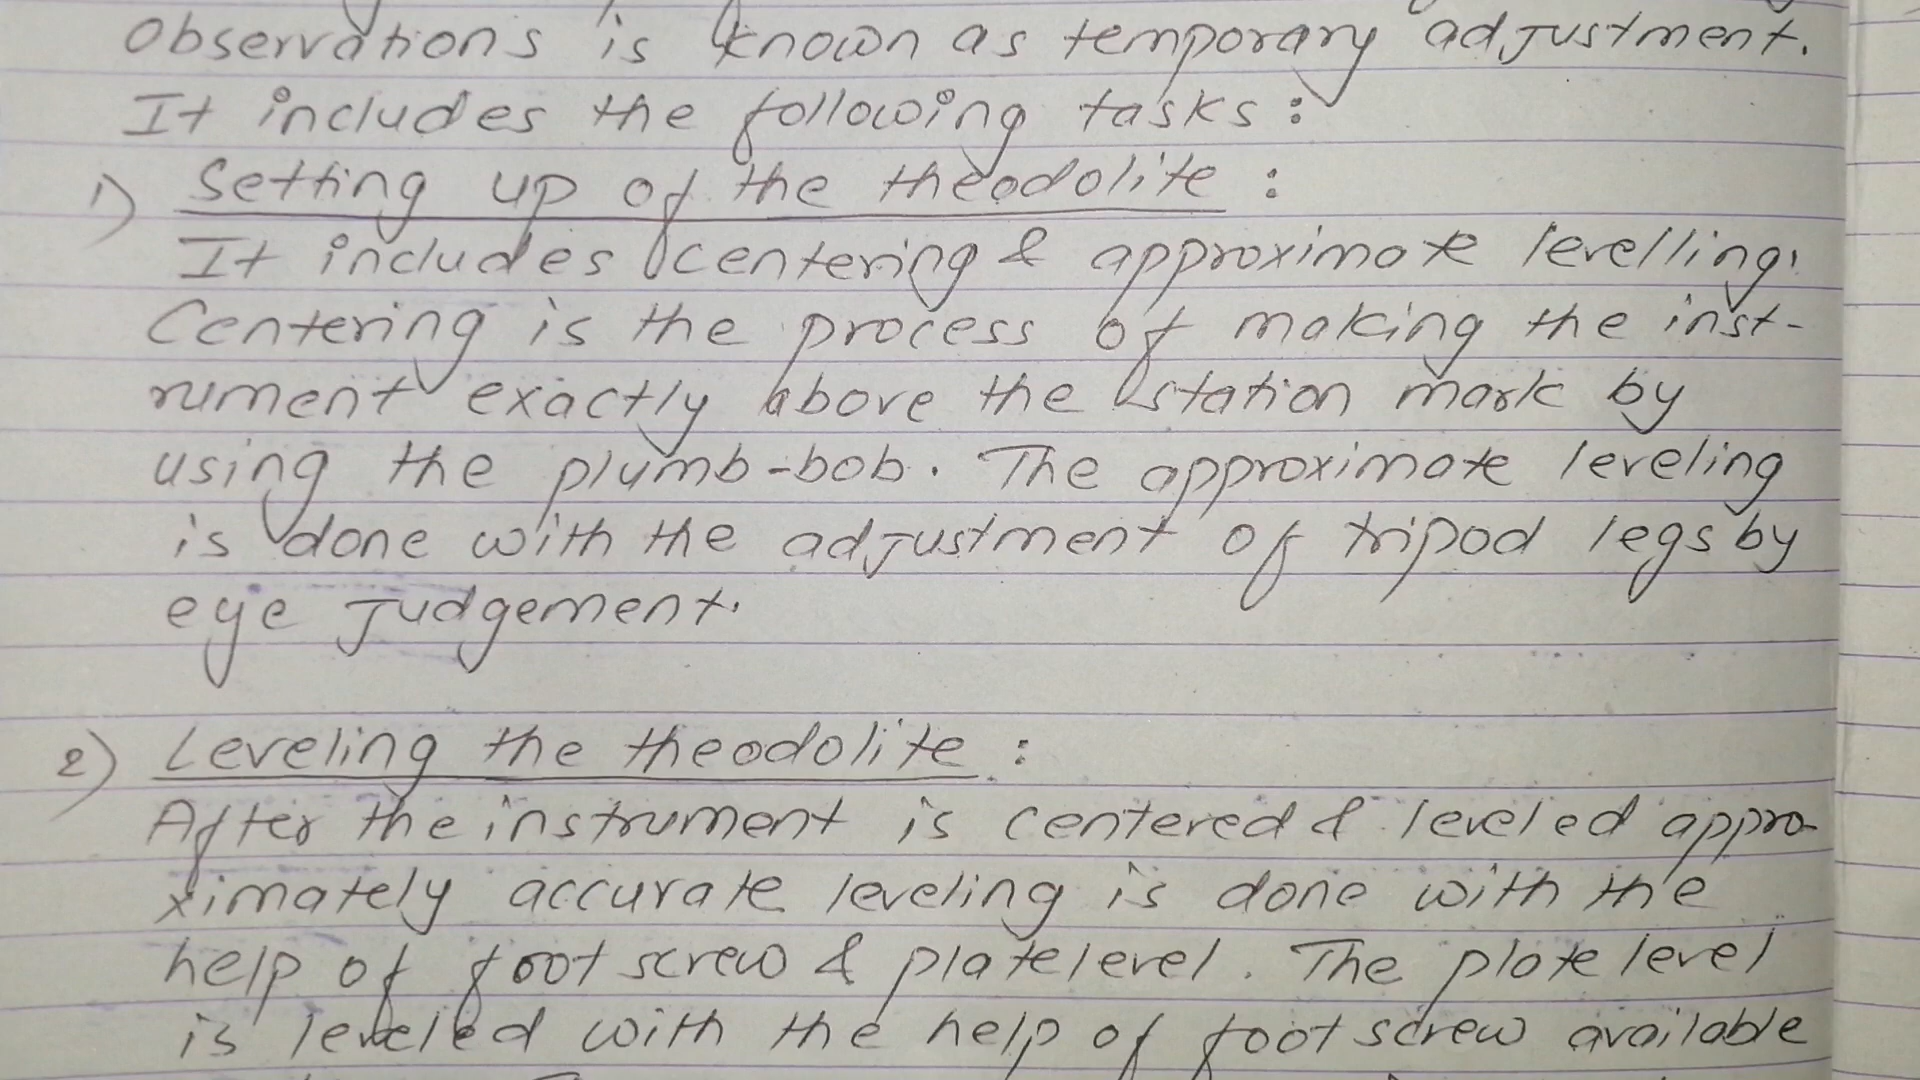 Observations is known as temporary adjustment.
It includes the following tasks :
1) Setting up of the theodolite :
It includes centering & approximate levelling.
Centering is the process of making the inst-
rument exactly above the station mark by
using the plumb-bob. The approximate leveling
is done with the adjustment of tripod legs by
eye judgement.
2) Leveling the theodolite :
After the instrument is centered & leveled appro-
ximately accurate leveling is done with the
help of foot screw & plate level. The plate level
is leveled with the help of foot screw available